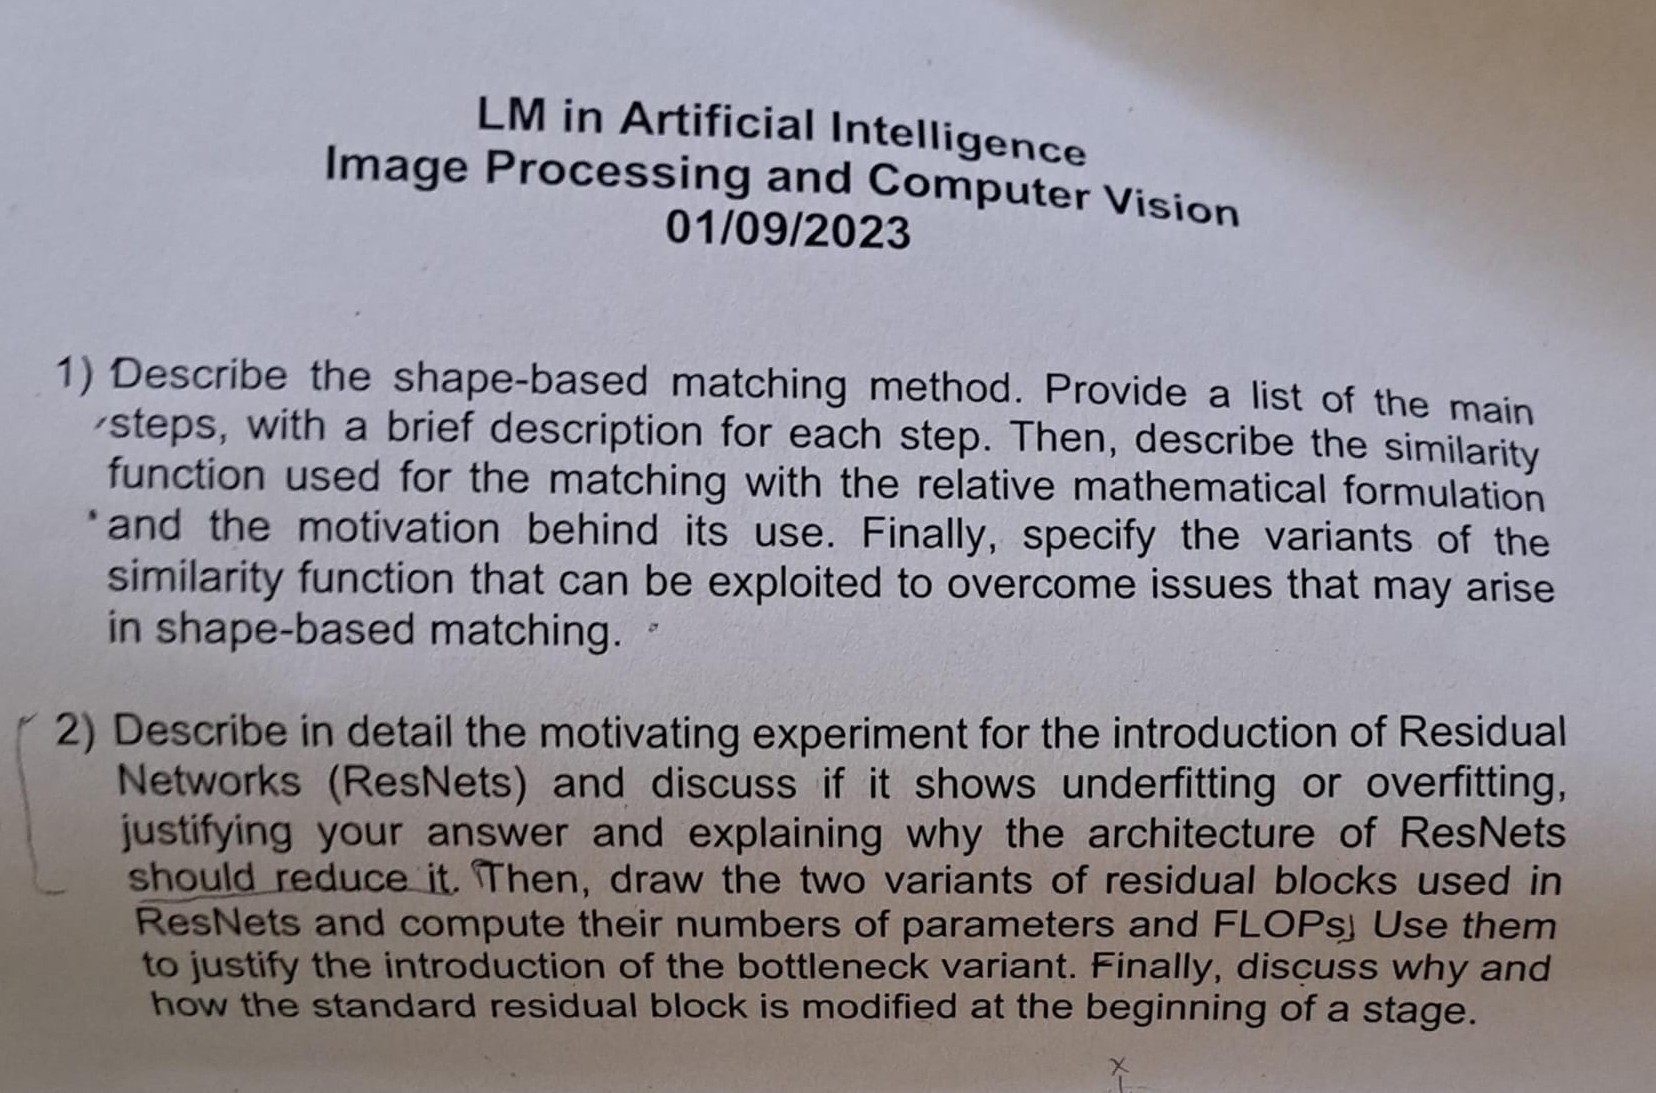 LM in Artificial Intelligence
Image Processing and Computer Vision
01/09/2023
1) Describe the shape-based matching method. Provide a list of the main
steps, with a brief description for each step. Then, describe the similarity
function used for the matching with the relative mathematical formulation
and the motivation behind its use. Finally, specify the variants of the
similarity function that can be exploited to overcome issues that may arise
in shape-based matching.
2) Describe in detail the motivating experiment for the introduction of Residual
Networks (ResNets) and discuss if it shows underfitting or overfitting,
justifying your answer and explaining why the architecture of ResNets
should reduce it. Then, draw the two variants of residual blocks used in
ResNets and compute their numbers of parameters and FLOPs. Use them
to justify the introduction of the bottleneck variant. Finally, discuss why and
how the standard residual block is modified at the beginning of a stage.
x